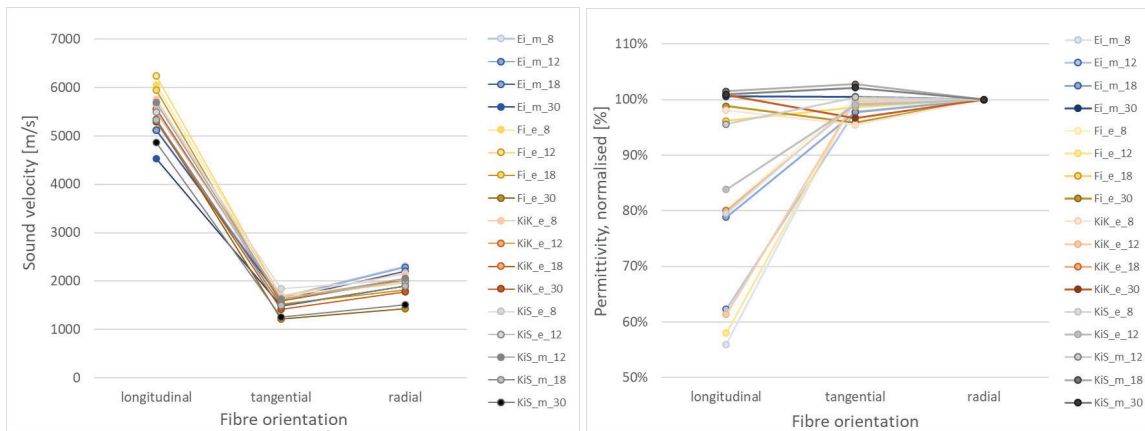 7000
6000
5000
4000
3000
2000
1000
0
Sound velocity [m/s]
longitudinal
tangential
radial
Fibre orientation
Ei_m_8
Ei_m_12
Ei_m_18
Ei_m_30
Fi_e_8
Fi_e_12
Fi_e_18
Fi_e_30
KiK_e_8
KiK_e_12
KiK_e_18
KiK_e_30
KiS_e_8
KiS_e_12
KiS_m_12
KiS_m_18
KiS_m_30
110%
100%
90%
80%
70%
60%
50%
Permittivity, normalised [%]
longitudinal
tangential
radial
Fibre orientation
Ei_m_8
Ei_m_12
Ei_m_18
Ei_m_30
Fi_e_8
Fi_e_12
Fi_e_18
Fi_e_30
KiK_e_8
KiK_e_12
KiK_e_18
KiK_e_30
KiS_e_8
KiS_e_12
KiS_m_12
KiS_m_18
KiS_m_30